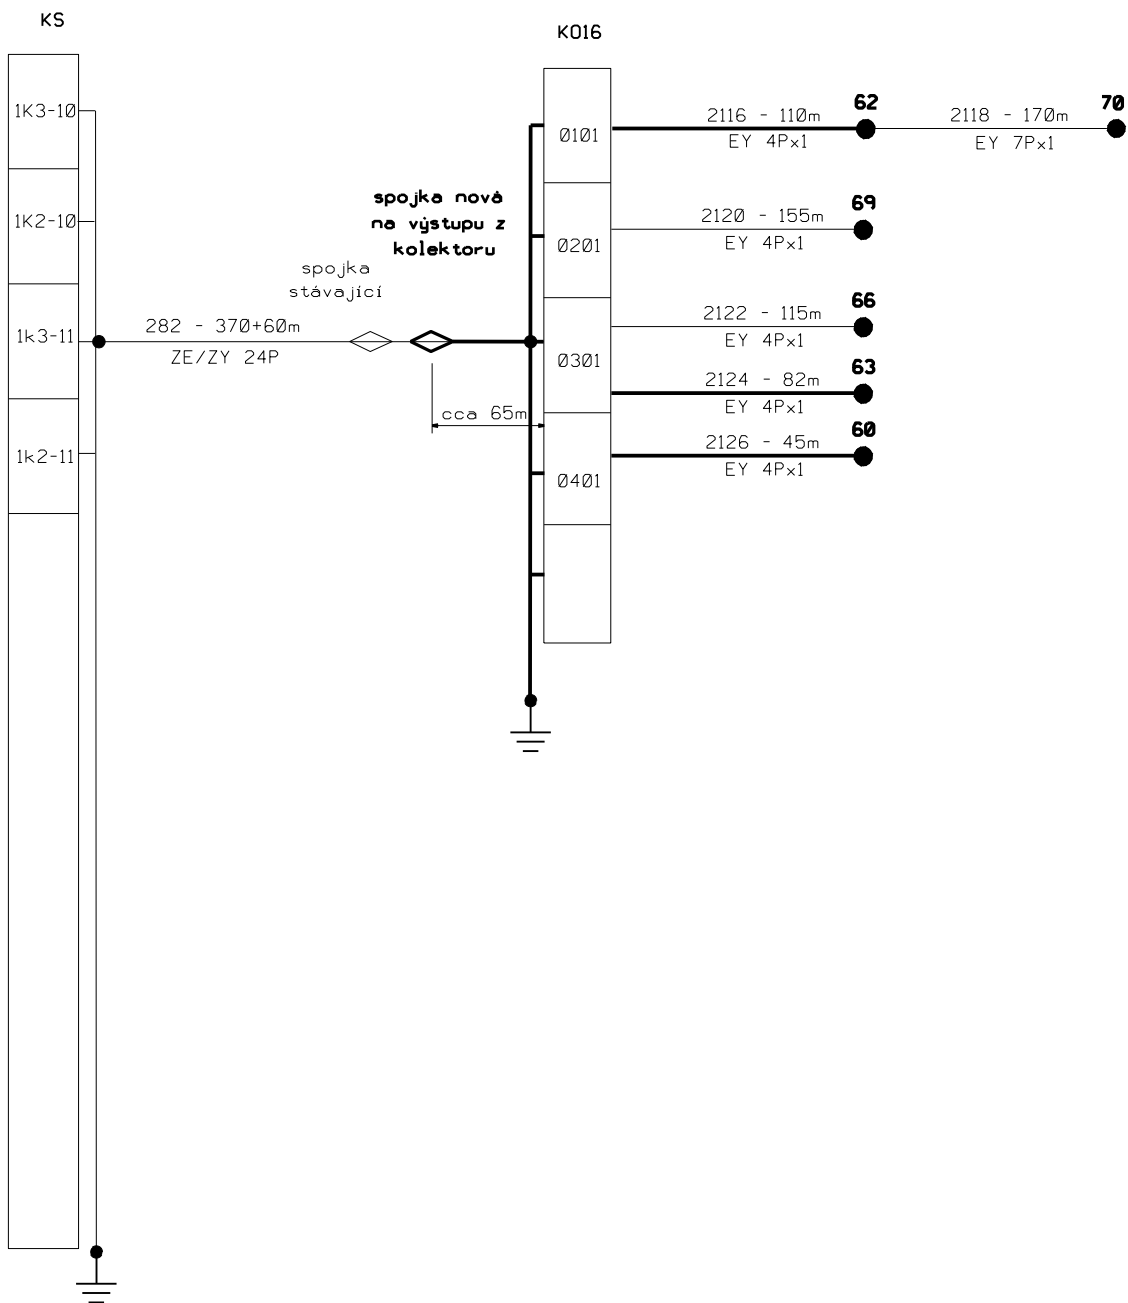 KS
1K3-10
1K2-10
1k3-11
1k2-11
282 - 370+60m
ZE/ZY 24P
spojka
stávající
spojka nová
na výstupu z
kolektoru
cca 65m
K016
0101
0201
0301
0401
2116 - 110m
EY 4Px1
62
2118 - 170m
EY 7Px1
70
2120 - 155m
EY 4Px1
69
2122 - 115m
EY 4Px1
66
2124 - 82m
EY 4Px1
63
2126 - 45m
EY 4Px1
60